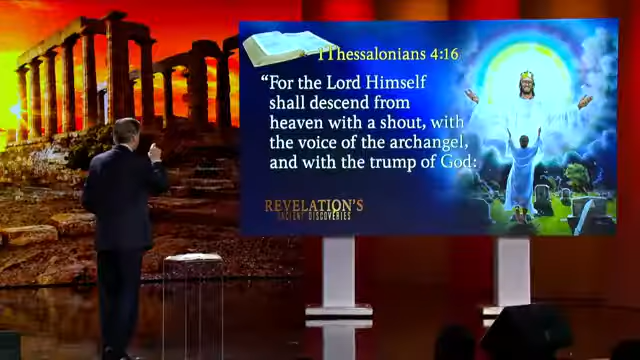 1Thessalonians 4:16
“For the Lord Himself
shall descend from
heaven with a shout, with
the voice of the archangel,
and with the trump of God:
REVELATION'S
ANCIENT DISCOVERIES